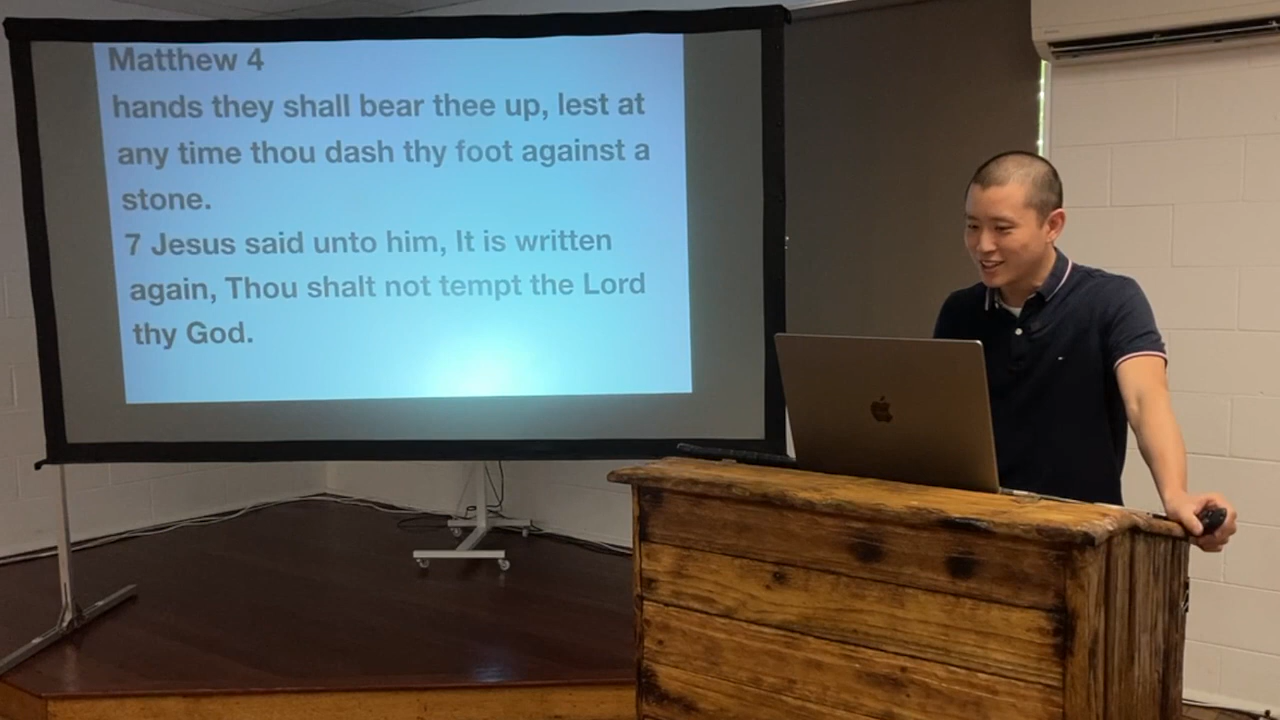 Matthew 4
hands they shall bear thee up, lest at
any time thou dash thy foot against a
stone.
7 Jesus said unto him, It is written
again, Thou shalt not tempt the Lord
thy God.